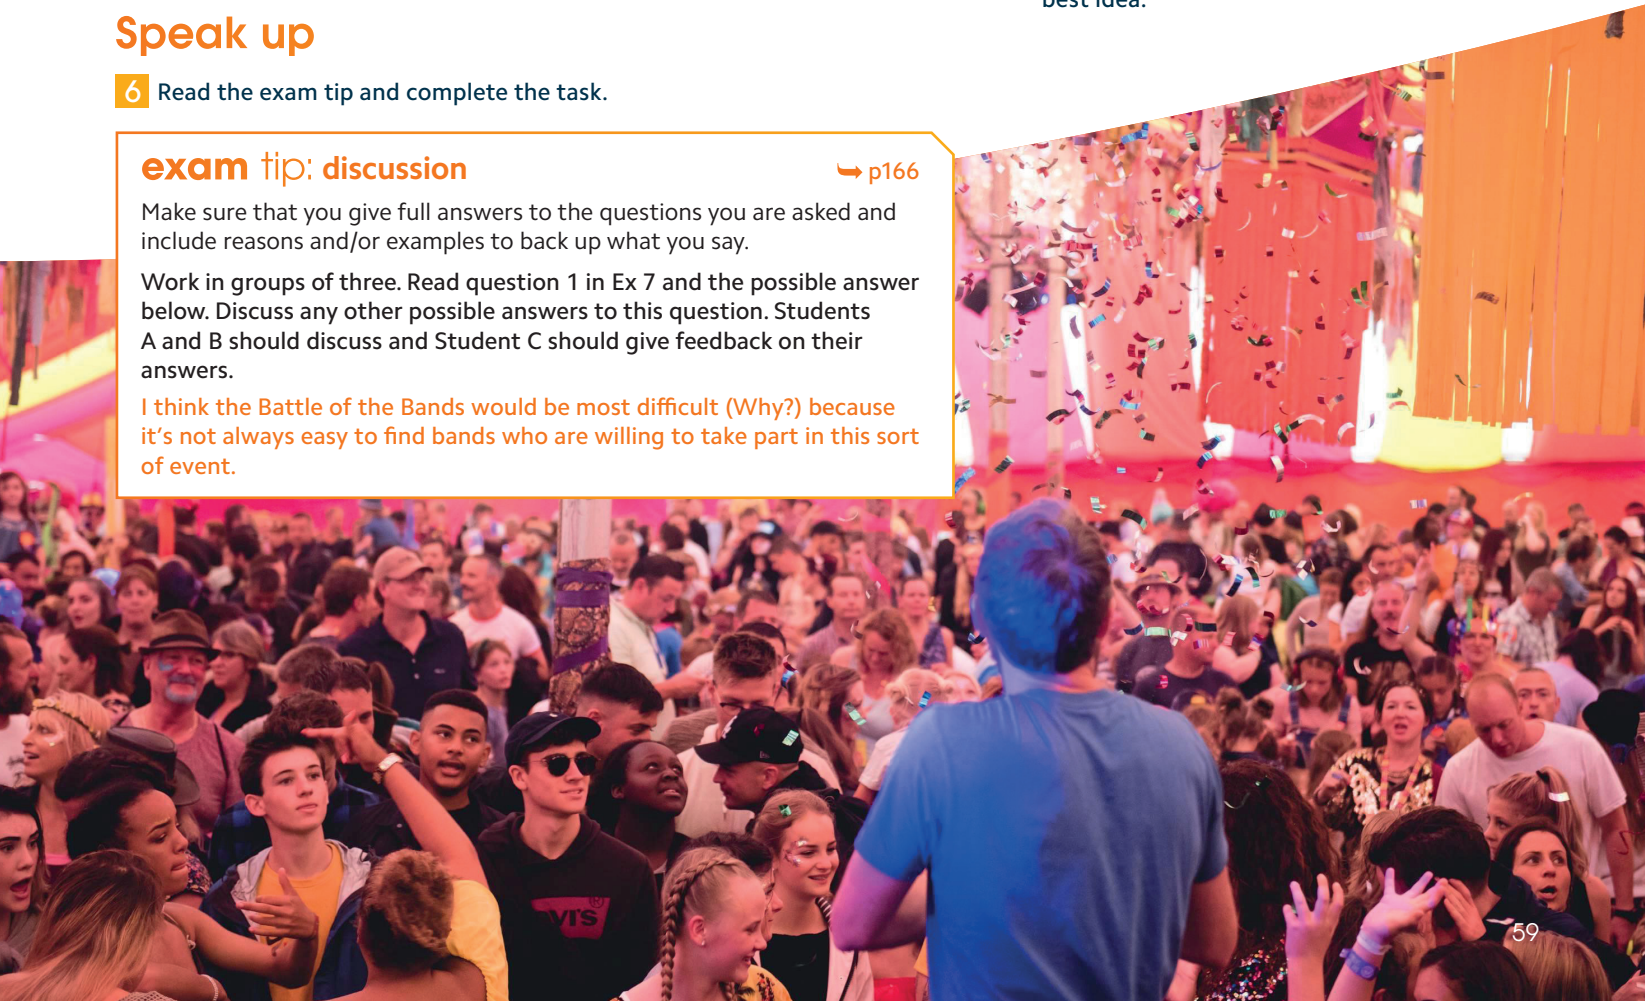 best idea.
Speak up
6 Read the exam tip and complete the task.
exam tip: discussion p166
Make sure that you give full answers to the questions you are asked and
include reasons and/or examples to back up what you say.
Work in groups of three. Read question 1 in Ex 7 and the possible answer
below. Discuss any other possible answers to this question. Students
A and B should discuss and Student C should give feedback on their
answers.
I think the Battle of the Bands would be most difficult (Why?) because
it's not always easy to find bands who are willing to take part in this sort
of event.
VI'S®
59